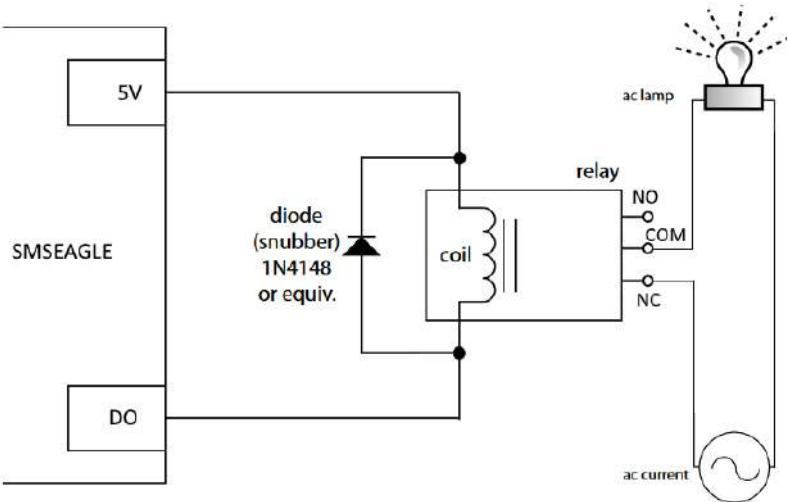 5V
ac lamp
relay
NO
diode
(snubber)
1N4148
or equiv.
COM
SMSEAGLE
coil
NC
DO
ac current